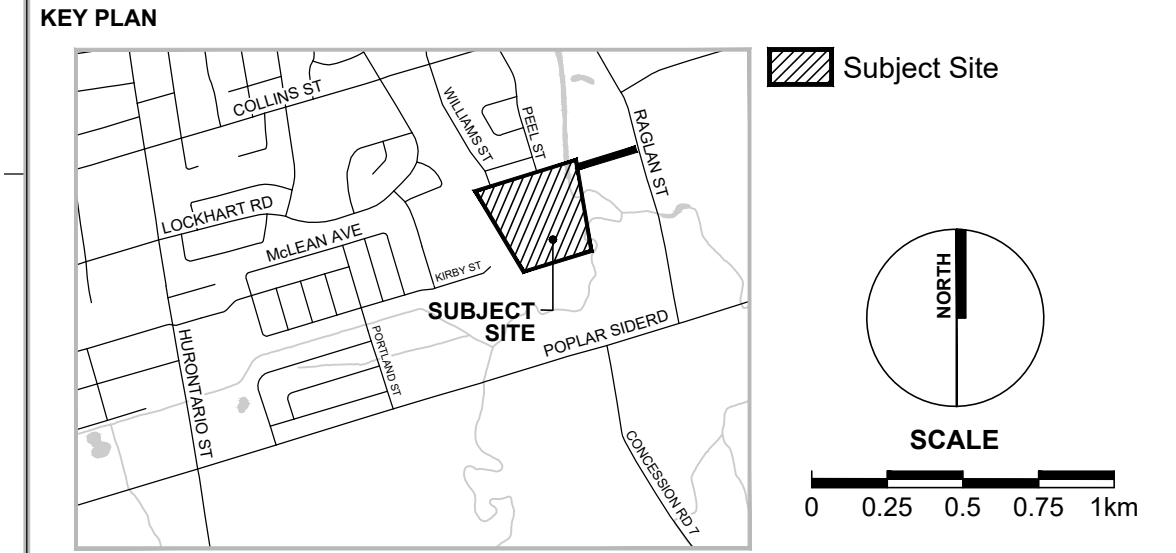 KEY PLAN
Subject Site
COLLINS ST
WILLIAMS ST
PEEL ST
RAGLAN ST
LOCKHART RD
McLEAN AVE
KIRBY ST
SUBJECT
SITE
POPLAR SIDERD
HURONTARIO ST
PORTLAND ST
CONCESSION RD 7
NORTH
SCALE
0 0.25 0.5 0.75 1km